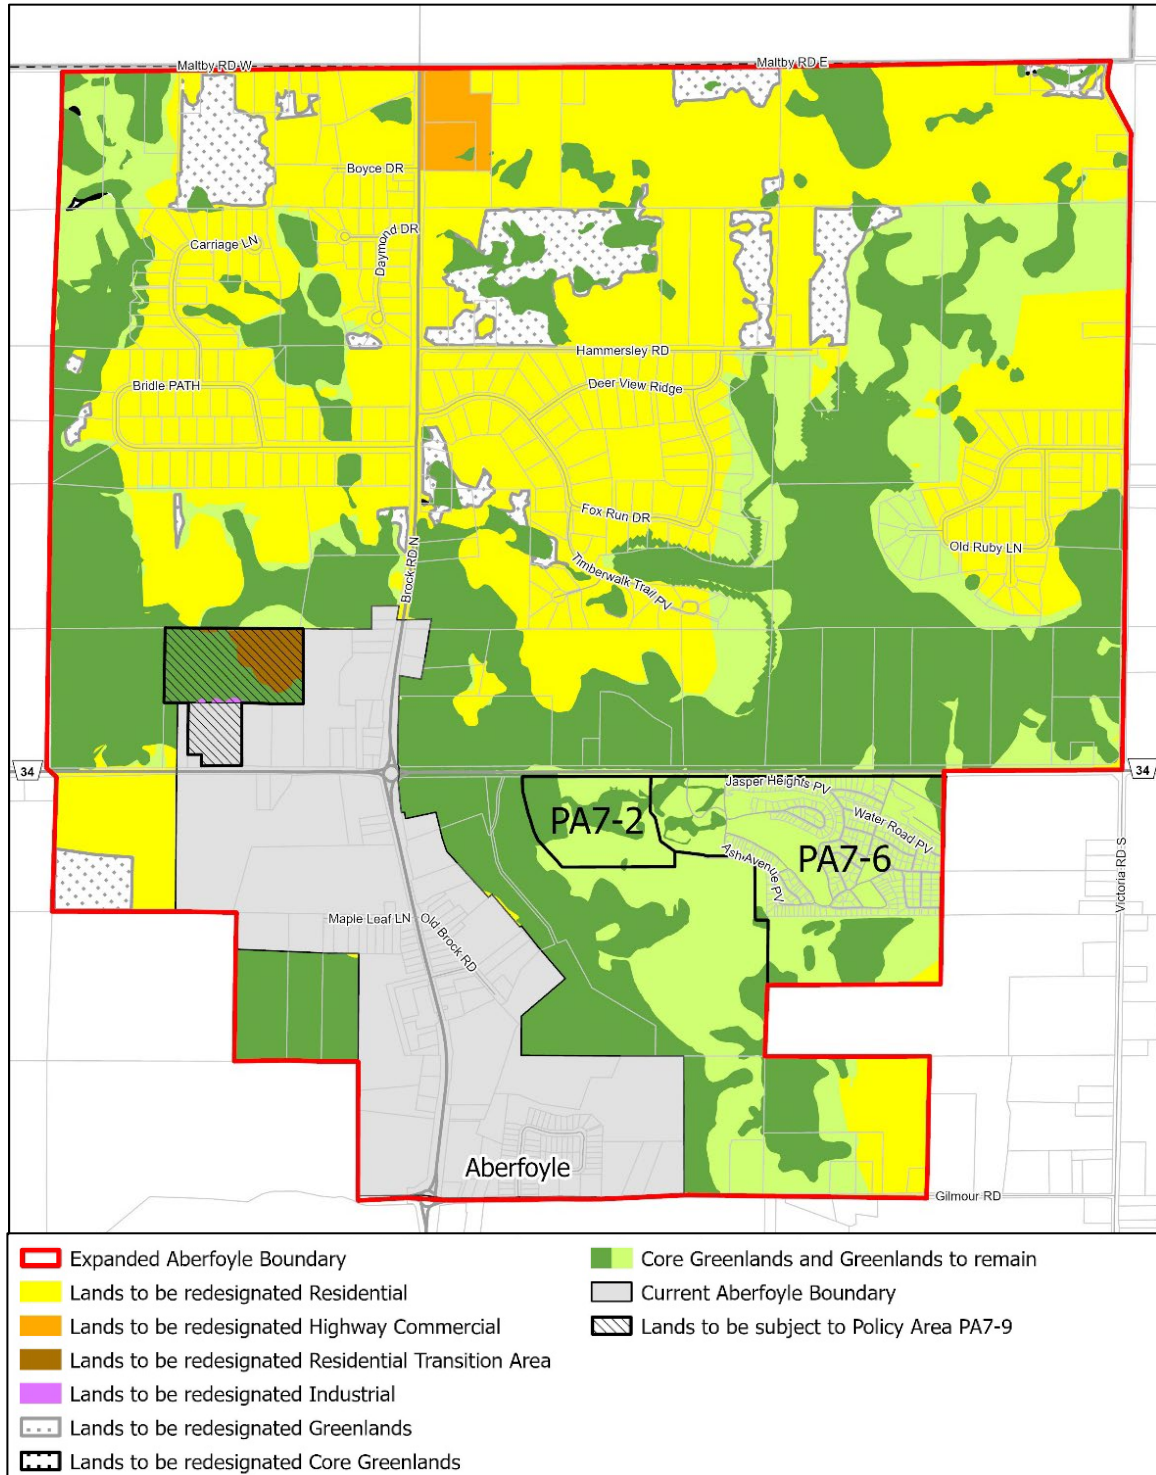 Maltby RD W
Maltby RD E
Boyce DR
Carriage LN
Daymond DR
Hammersley RD
Bridle PATH
Deer View Ridge
Fox Run DR
Brock RD N
Old Ruby LN
Timberwalk Trail PV
34
34
Jasper Heights PV
PA7-2
Water Road PV
PA7-6
Ash Avenue PV
Victoria RD S
Maple Leaf LN
Old Brock RD
Aberfoyle
Gilmour RD
Expanded Aberfoyle Boundary
Lands to be redesignated Residential
Lands to be redesignated Highway Commercial
Lands to be redesignated Residential Transition Area
Lands to be redesignated Industrial
Lands to be redesignated Greenlands
Lands to be redesignated Core Greenlands
Core Greenlands and Greenlands to remain
Current Aberfoyle Boundary
Lands to be subject to Policy Area PA7-9